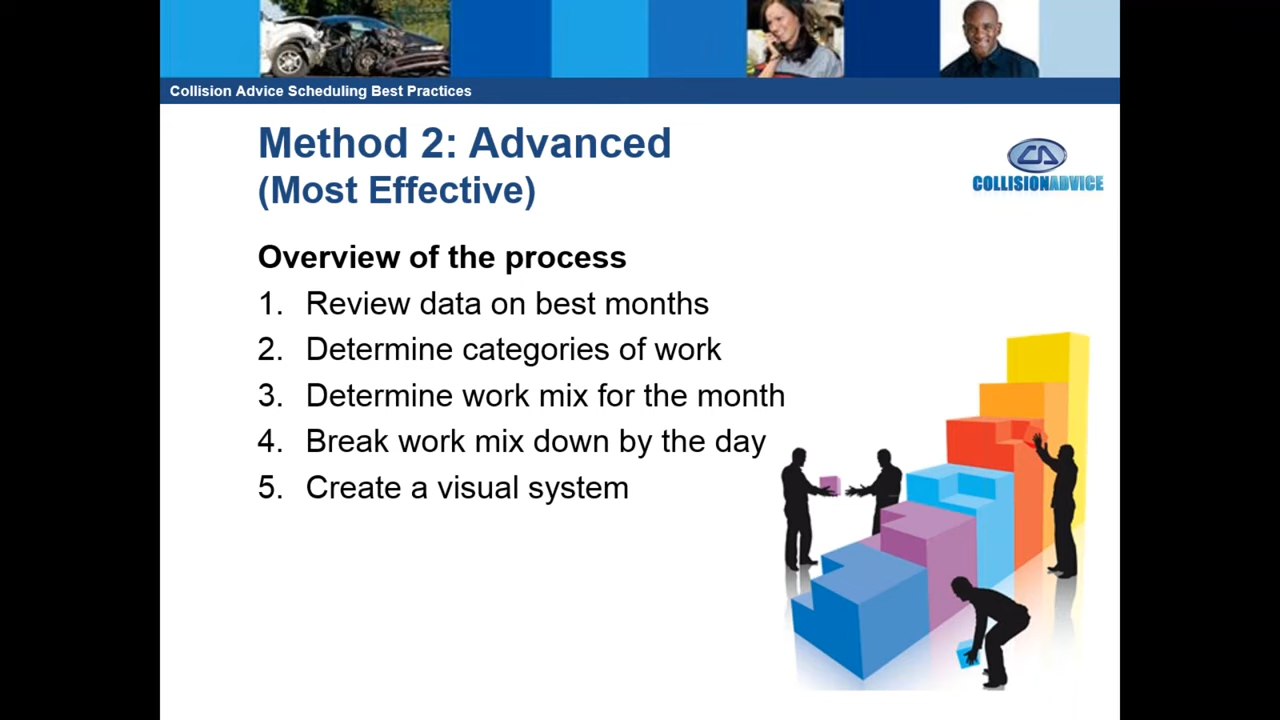 Collision Advice Scheduling Best Practices
Method 2: Advanced
(Most Effective)
CA
COLLISIONADVICE
Overview of the process
1. Review data on best months
2. Determine categories of work
3. Determine work mix for the month
4. Break work mix down by the day
5. Create a visual system